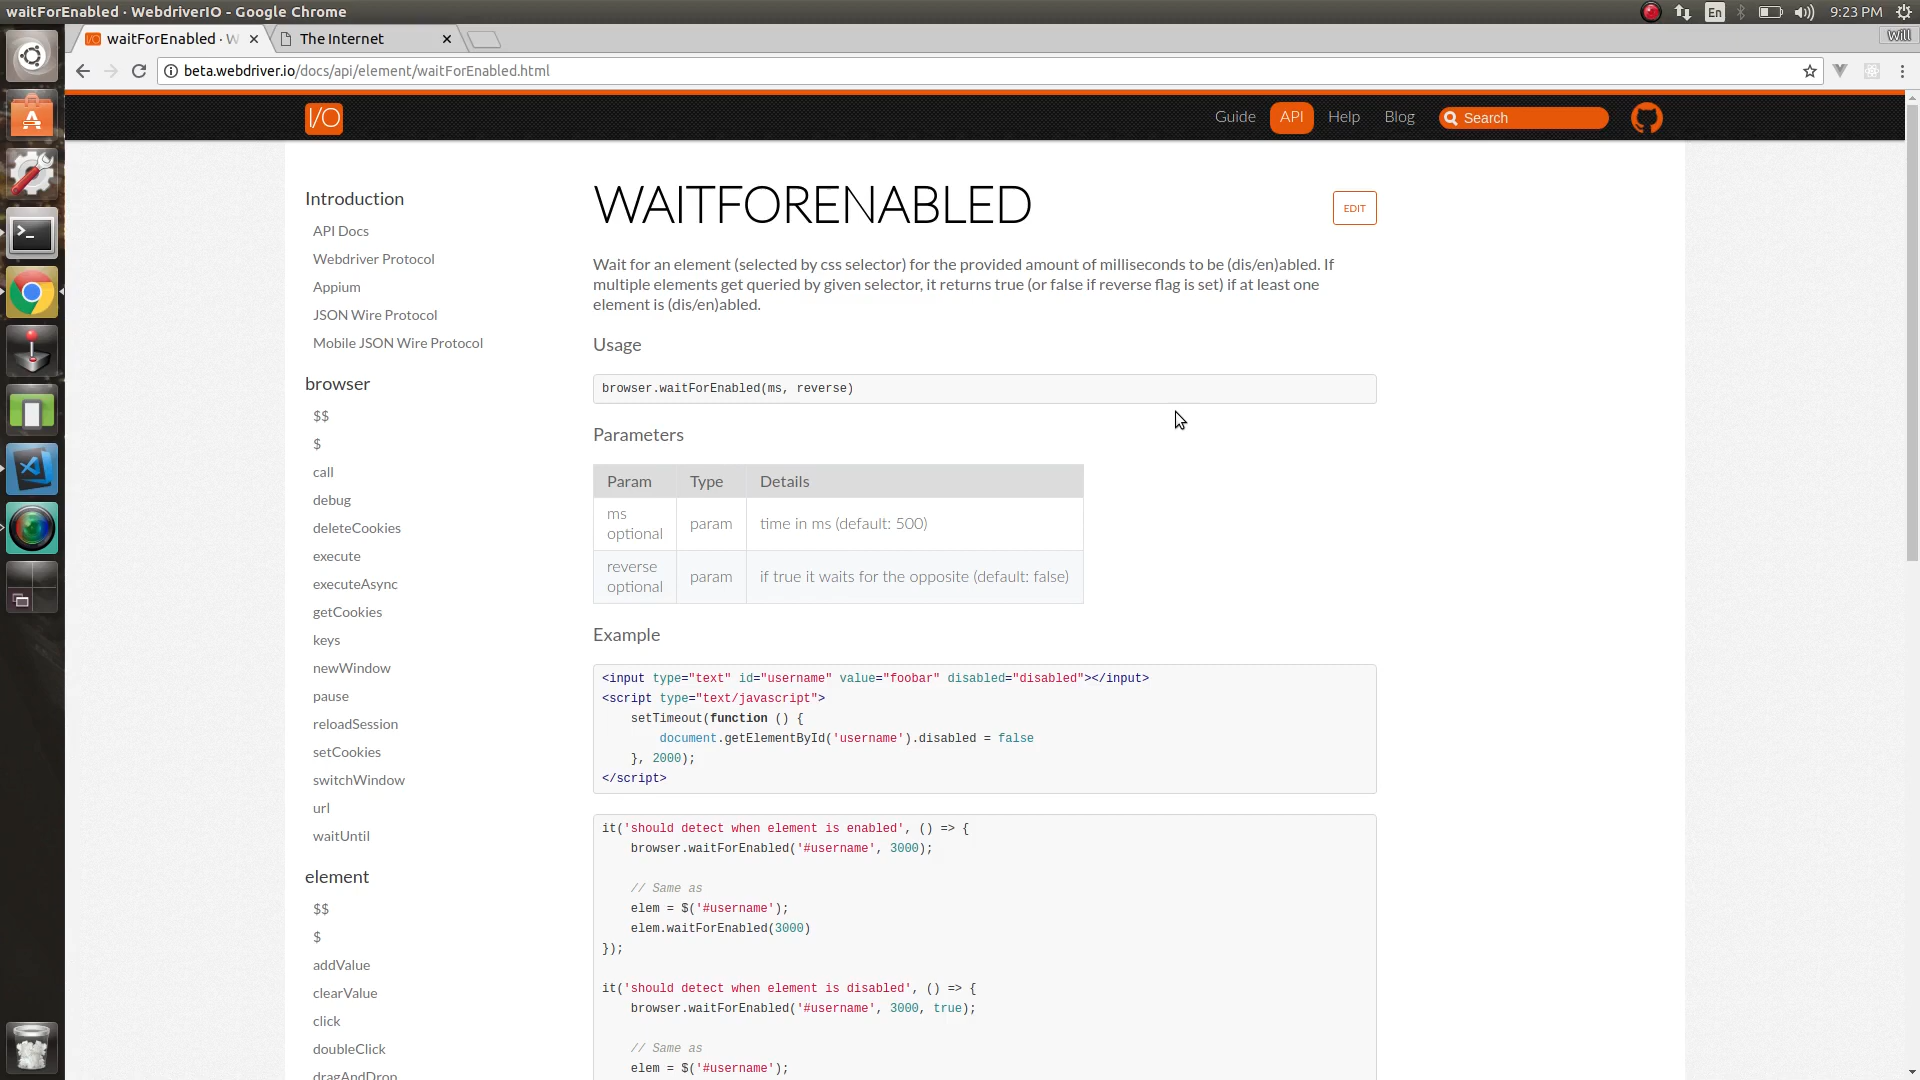 waitForEnabled · WebdriverIO - Google Chrome
En
9:23 PM
waitForEnabled · W
The Internet
Will
beta.webdriver.io/docs/api/element/waitForEnabled.html
I/O
Guide
API
Help
Blog
Search
Introduction
API Docs
Webdriver Protocol
Appium
JSON Wire Protocol
Mobile JSON Wire Protocol
browser
$$
$
call
debug
deleteCookies
execute
executeAsync
getCookies
keys
newWindow
pause
reloadSession
setCookies
switchWindow
url
waitUntil
element
$$
$
addValue
clearValue
click
doubleClick
dragAndDrop
WAITFORENABLED
EDIT
Wait for an element (selected by css selector) for the provided amount of milliseconds to be (dis/en)abled. If
multiple elements get queried by given selector, it returns true (or false if reverse flag is set) if at least one
element is (dis/en)abled.
Usage
browser.waitForEnabled(ms, reverse)
Parameters
Param Type Details
ms
optional
param
time in ms (default: 500)
reverse
optional
param
if true it waits for the opposite (default: false)
Example
<input type="text" id="username" value="foobar" disabled="disabled"></input>
<script type="text/javascript">
setTimeout(function () {
document.getElementById('username').disabled = false
}, 2000);
</script>
it('should detect when element is enabled', () => {
browser.waitForEnabled('#username', 3000);
// Same as
elem = $('#username');
elem.waitForEnabled(3000)
});
it('should detect when element is disabled', () => {
browser.waitForEnabled('#username', 3000, true);
// Same as
elem = $('#username');